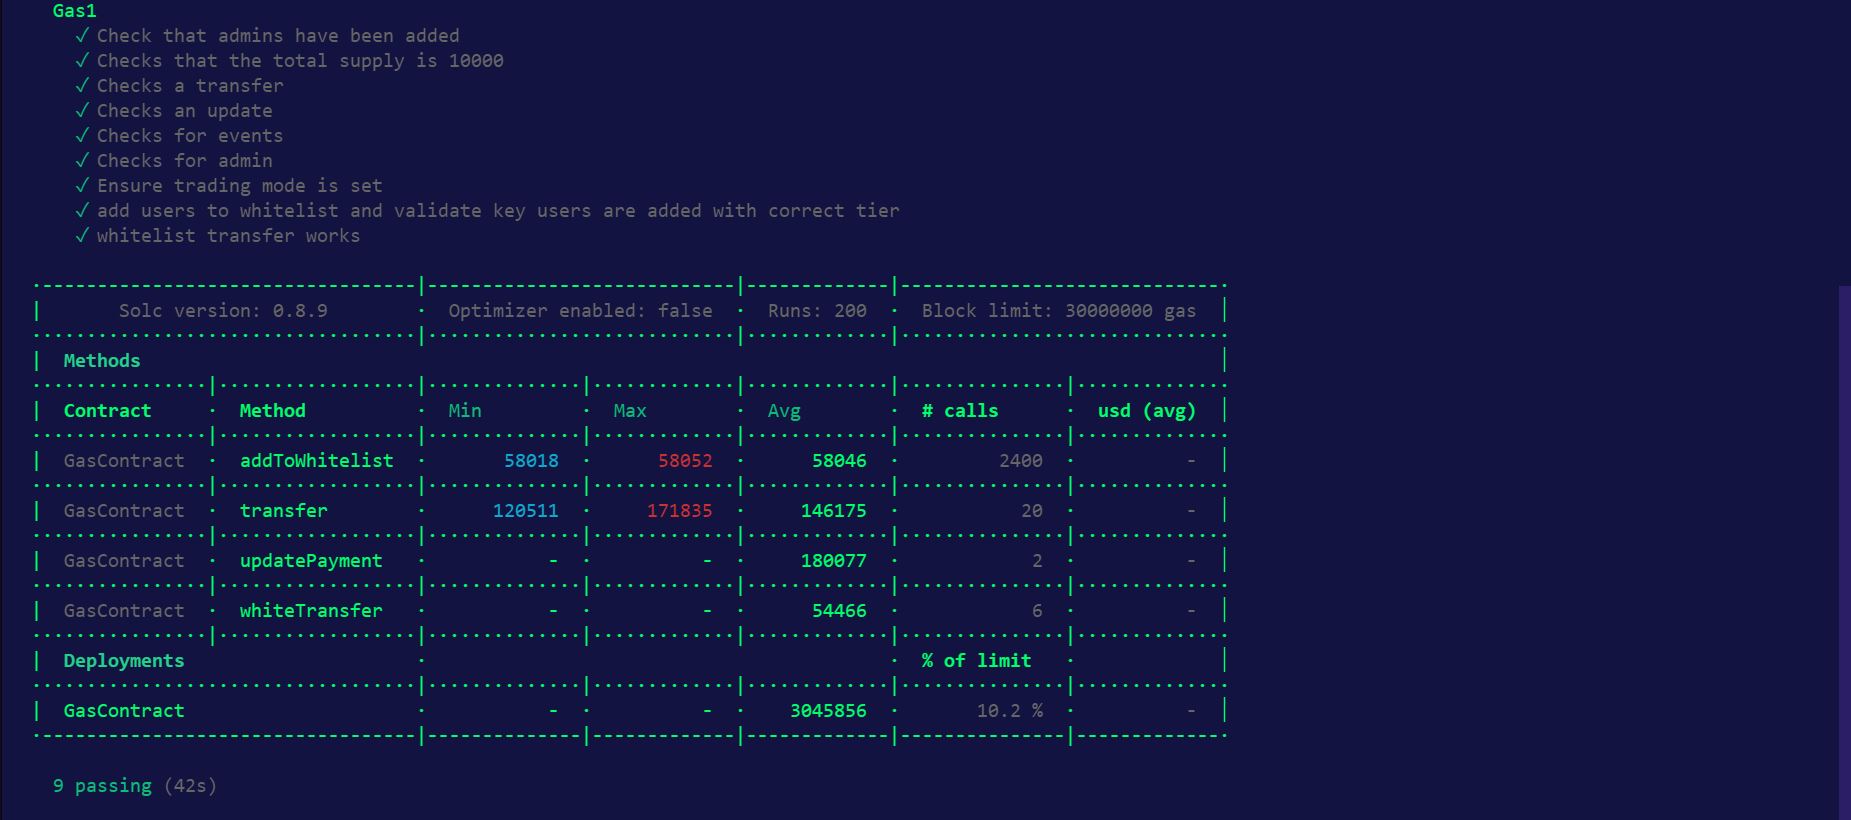 Gas1
✓ Check that admins have been added
✓ Checks that the total supply is 10000
✓ Checks a transfer
✓ Checks an update
✓ Checks for events
✓ Checks for admin
✓ Ensure trading mode is set
✓ add users to whitelist and validate key users are added with correct tier
✓ whitelist transfer works
Solc version: 0.8.9 · Optimizer enabled: false · Runs: 200 · Block limit: 30000000 gas
Methods
Contract · Method · Min · Max · Avg · # calls · usd (avg)
GasContract · addToWhitelist · 58018 · 58052 · 58046 · 2400 · -
GasContract · transfer · 120511 · 171835 · 146175 · 20 · -
GasContract · updatePayment · - · - · 180077 · 2 · -
GasContract · whiteTransfer · - · - · 54466 · 6 · -
Deployments · · % of limit ·
GasContract · - · - · 3045856 · 10.2 % · -
9 passing (42s)